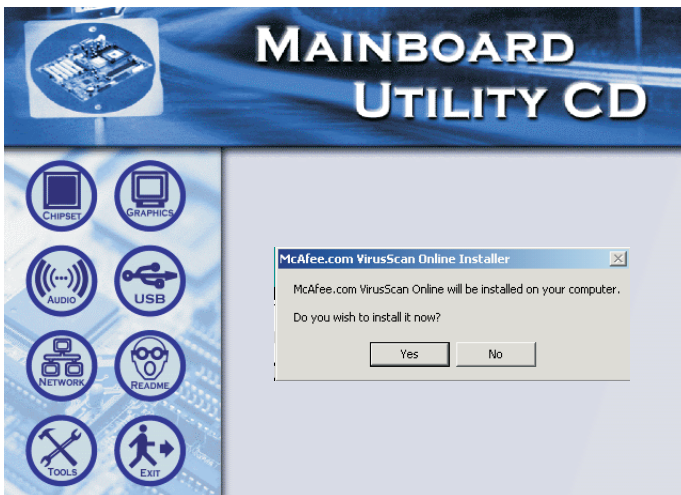 MAINBOARD
UTILITY CD
CHIPSET
GRAPHICS
AUDIO
USB
NETWORK
README
TOOLS
EXIT
McAfee.com VirusScan Online Installer
McAfee.com VirusScan Online will be installed on your computer.
Do you wish to install it now?
Yes
No